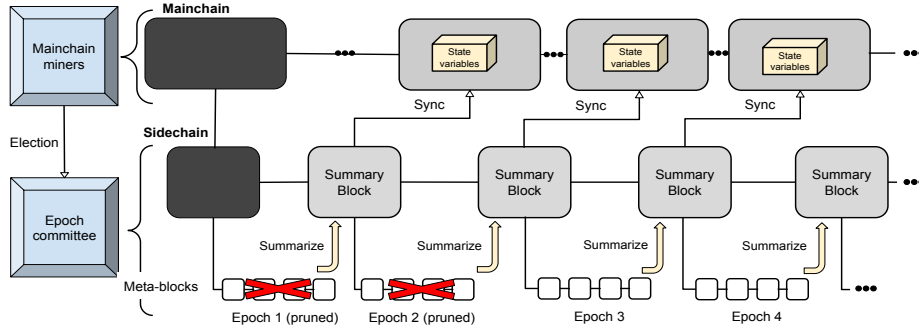 Mainchain
Mainchain
miners
State
variables
State
variables
State
variables
Sync
Sync
Sync
Election
Sidechain
Summary
Block
Summary
Block
Summary
Block
Summary
Block
Epoch
committee
Summarize
Summarize
Summarize
Summarize
Meta-blocks
Epoch 1 (pruned)
Epoch 2 (pruned)
Epoch 3
Epoch 4